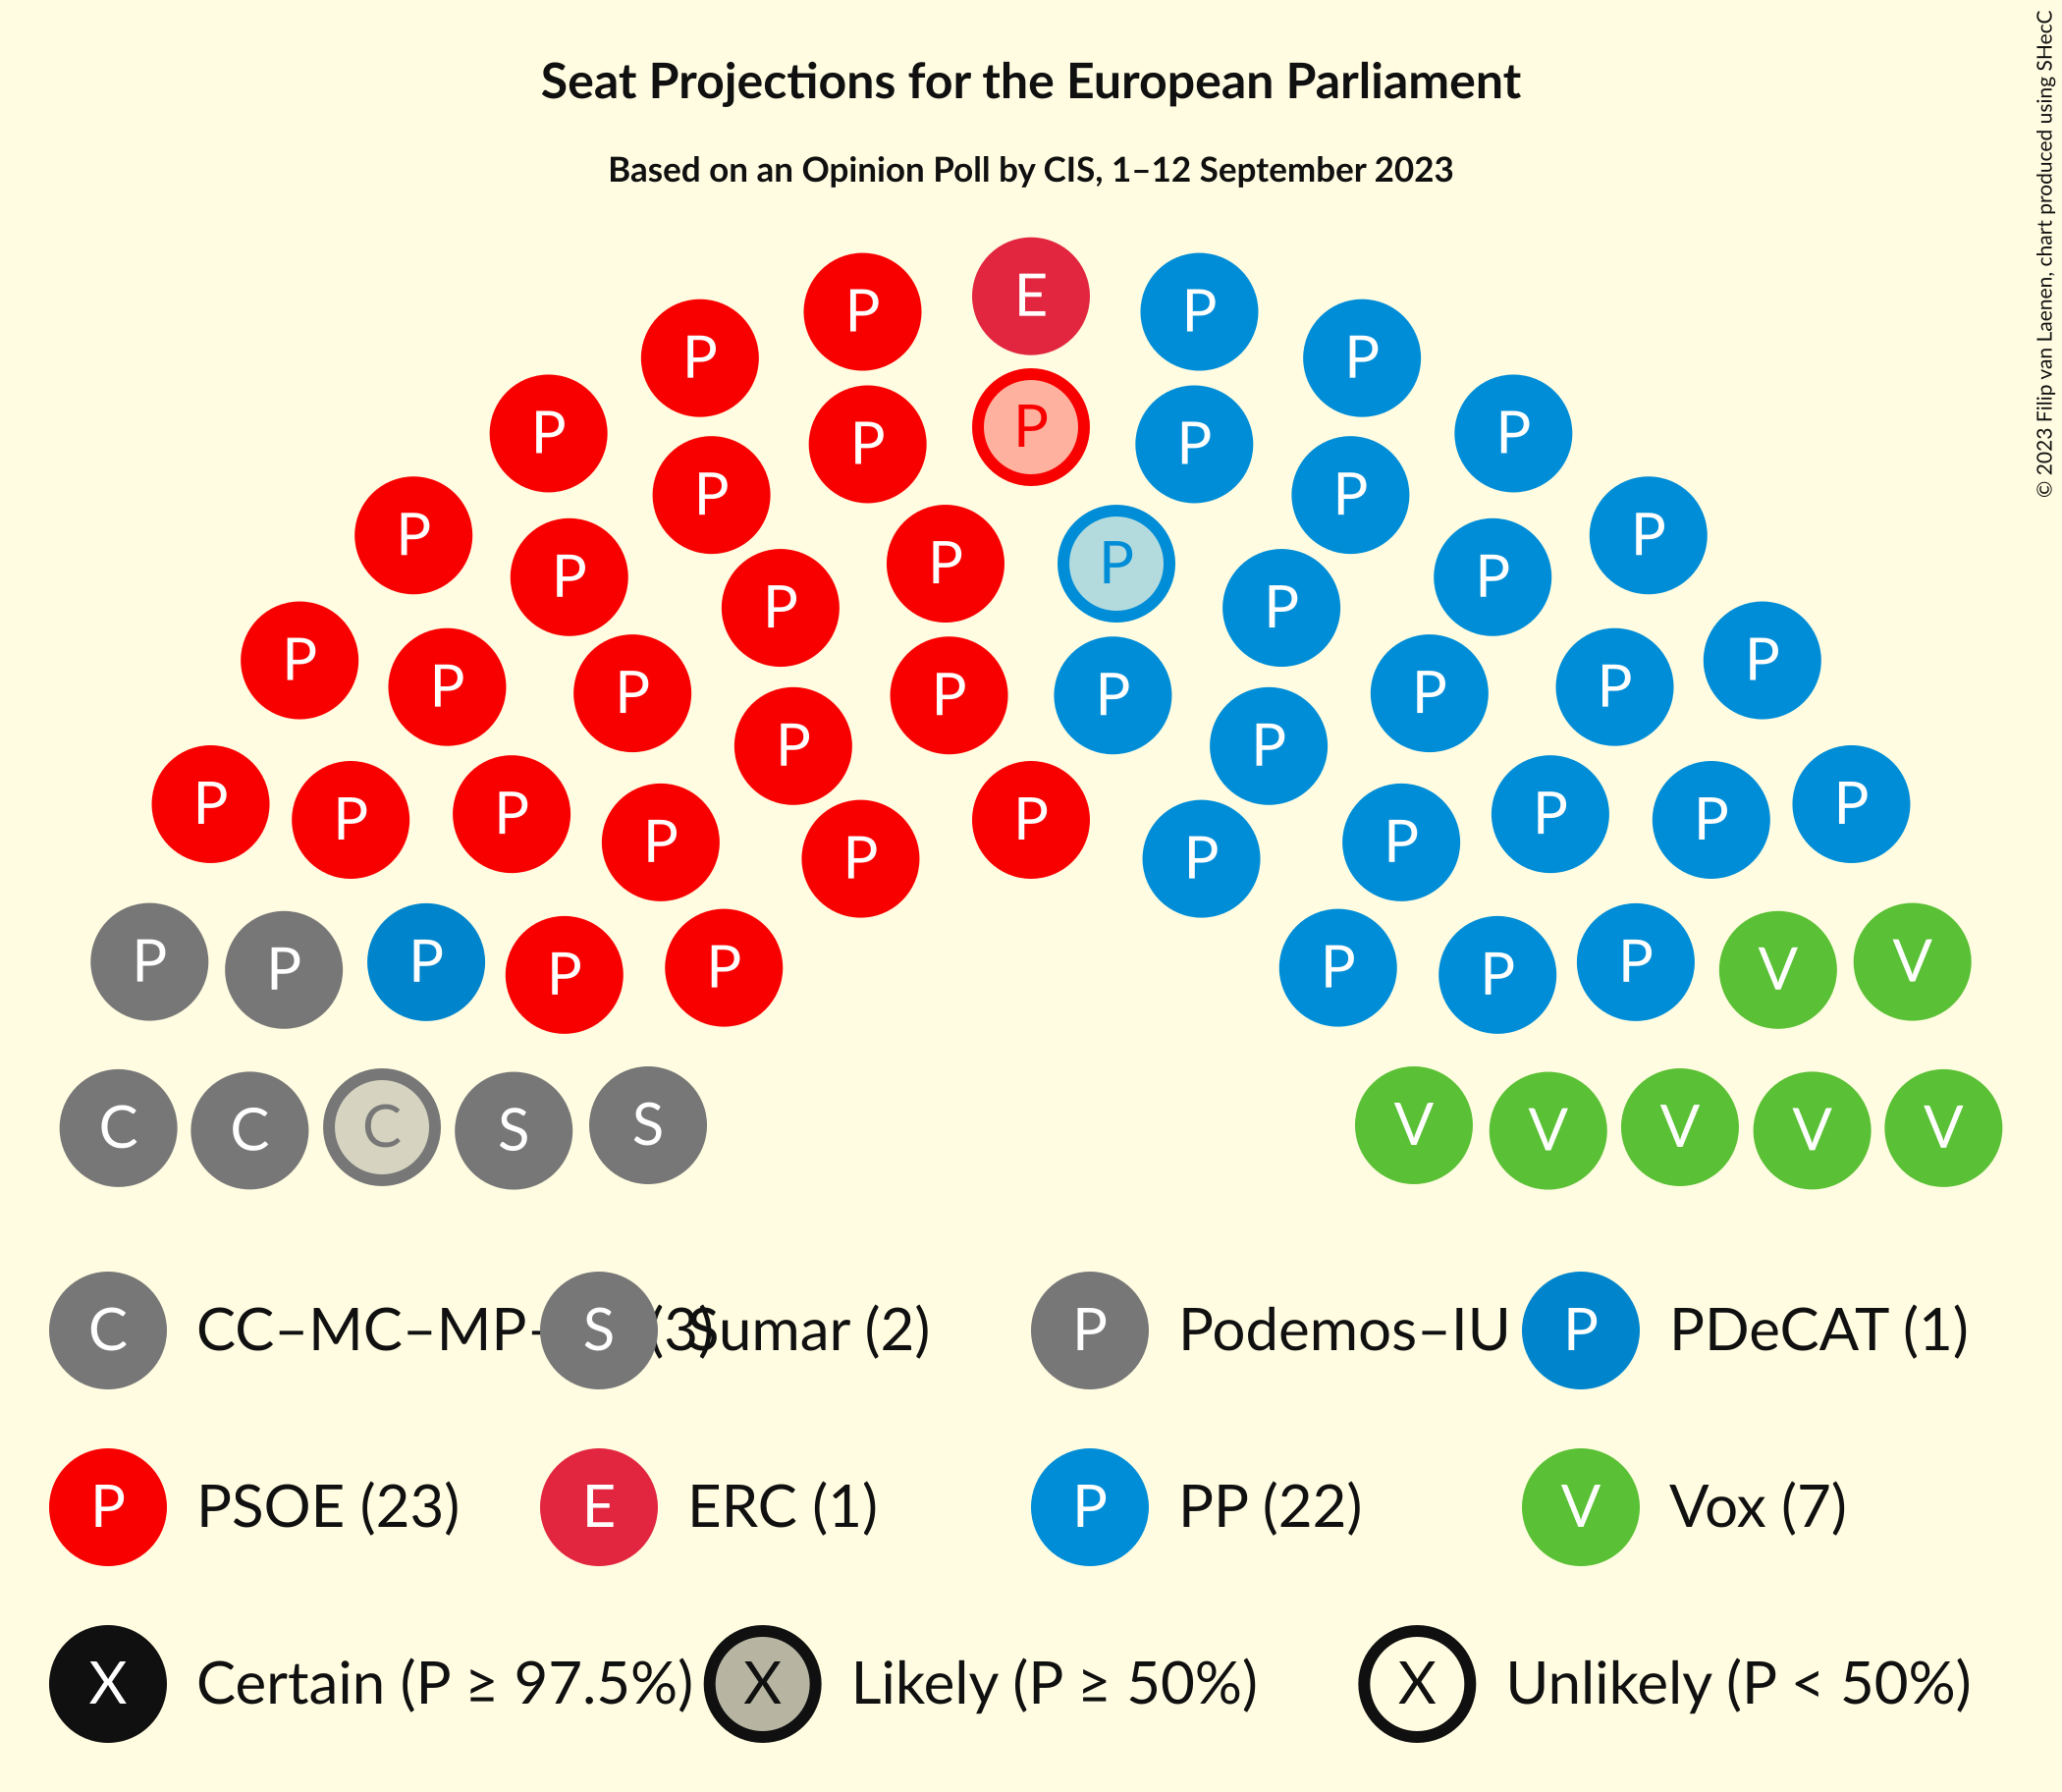 Seat Projections for the European Parliament
Based on an Opinion Poll by CIS, 1–12 September 2023
© 2023 Filip van Laenen, chart produced using SHecC
E
P P
P P
P
P P
P P
P P
P P
P P
P P
P P
P P
P P
P P
P P
P P
P P
P P P P
P P P P
P
P P
P P P P P P P P V V
C C C S S V V V V V
C CC–MC–MP- (3) S Sumar (2) P Podemos–IU P PDeCAT (1)
P PSOE (23) E ERC (1) P PP (22) V Vox (7)
X Certain (P ≥ 97.5%) X Likely (P ≥ 50%) X Unlikely (P < 50%)